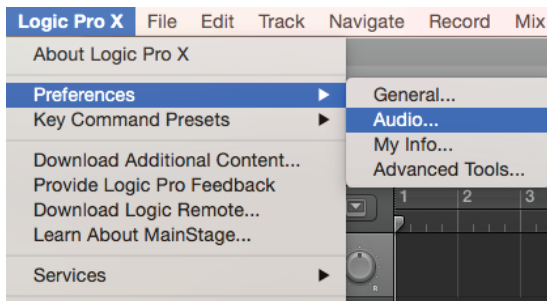 Logic Pro X File Edit Track Navigate Record Mix
About Logic Pro X
Preferences
Key Command Presets
Download Additional Content...
Provide Logic Pro Feedback
Download Logic Remote...
Learn About MainStage...
Services
General...
Audio...
My Info...
Advanced Tools...
1 2 3
R